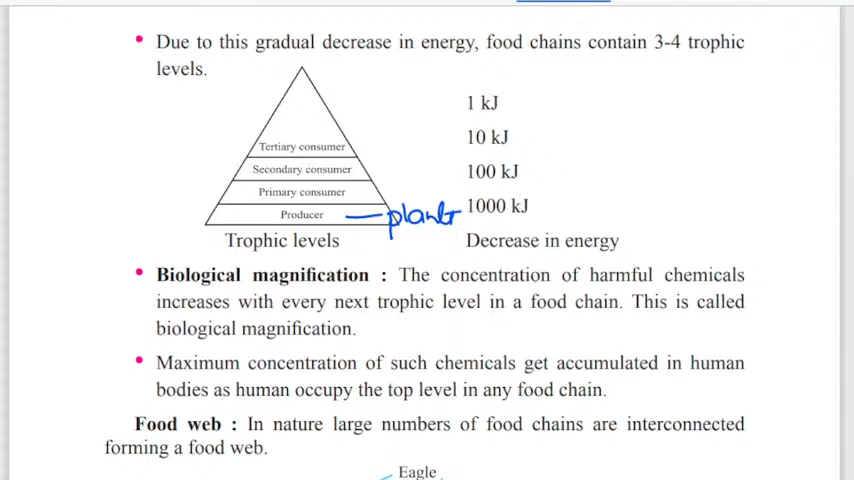 • Due to this gradual decrease in energy, food chains contain 3-4 trophic
levels.
1 kJ
10 kJ
Tertiary consumer
Secondary consumer
100 kJ
Primary consumer
1000 kJ
Producer
plant
Trophic levels
Decrease in energy
• Biological magnification : The concentration of harmful chemicals
increases with every next trophic level in a food chain. This is called
biological magnification.
• Maximum concentration of such chemicals get accumulated in human
bodies as human occupy the top level in any food chain.
Food web : In nature large numbers of food chains are interconnected
forming a food web.
Eagle